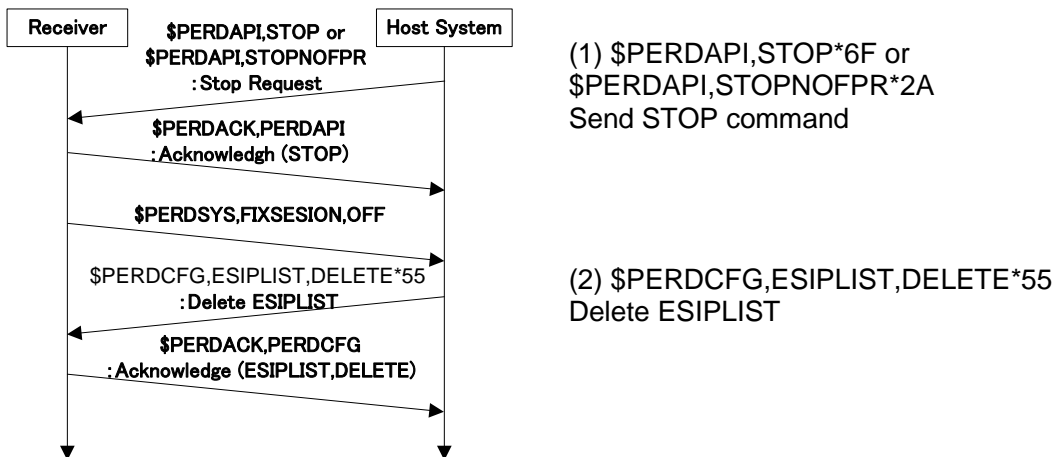 Receiver
Host System
$PERDAPI,STOP or
$PERDAPI,STOPNOFPR
:Stop Request
$PERDACK,PERDAPI
:Acknowledgh (STOP)
$PERDSYS,FIXSESION,OFF
$PERDCFG,ESIPLIST,DELETE*55
:Delete ESIPLIST
$PERDACK,PERDCFG
:Acknowledge (ESIPLIST,DELETE)
(1) $PERDAPI,STOP*6F or
$PERDAPI,STOPNOFPR*2A
Send STOP command
(2) $PERDCFG,ESIPLIST,DELETE*55
Delete ESIPLIST